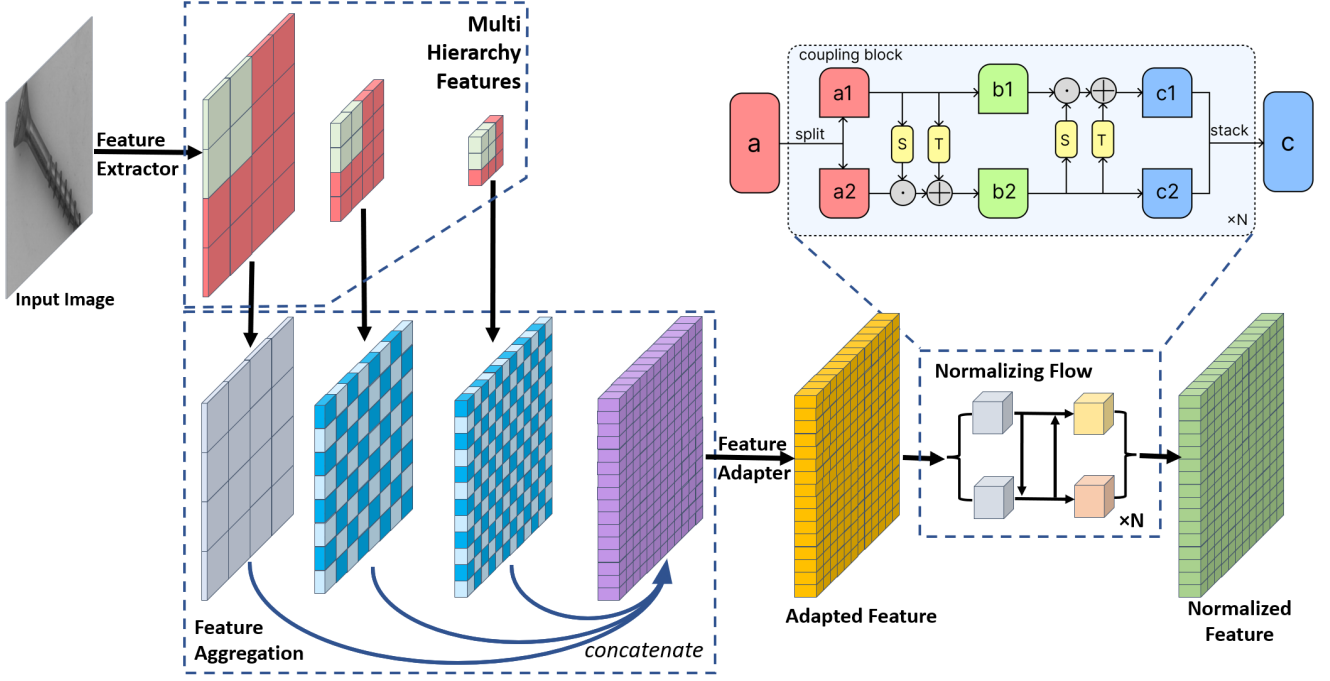 Multi
Hierarchy
Features
Feature
Extractor
Input Image
coupling block
a
split
a1
a2
S
T
b1
b2
S
T
c1
c2
stack
c
×N
Feature
Aggregation
concatenate
Feature
Adapter
Adapted Feature
Normalizing Flow
×N
Normalized
Feature